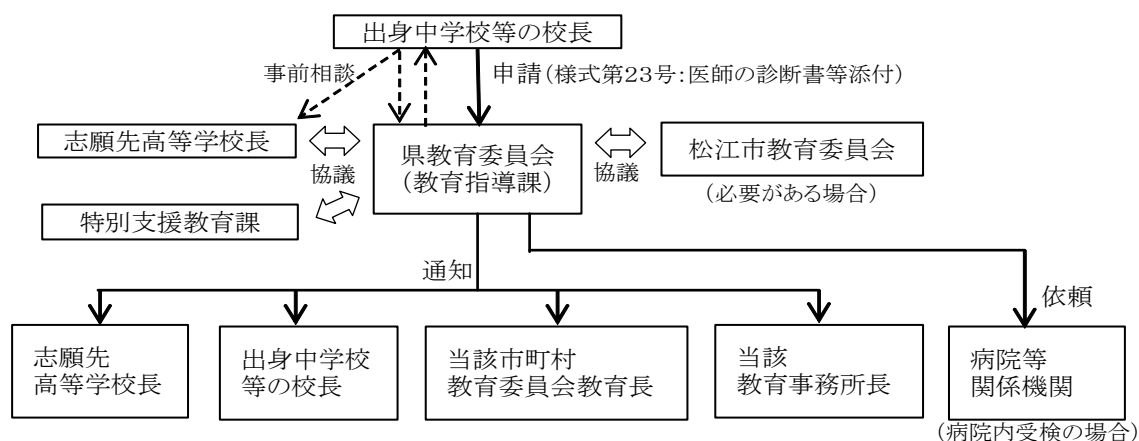 出身中学校等の校長
事前相談
申請(様式第23号:医師の診断書等添付)
志願先高等学校長
協議
県教育委員会
(教育指導課)
協議
松江市教育委員会
(必要がある場合)
特別支援教育課
通知
依頼
志願先
高等学校長
出身中学校
等の校長
当該市町村
教育委員会教育長
当該
教育事務所長
病院等
関係機関
(病院内受検の場合)